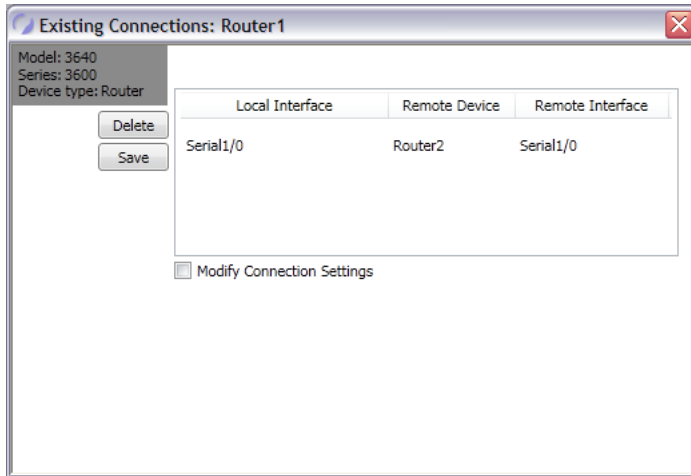 Existing Connections: Router1
Model: 3640
Series: 3600
Device type: Router
Delete
Save
Local Interface Remote Device Remote Interface
Serial1/0 Router2 Serial1/0
Modify Connection Settings